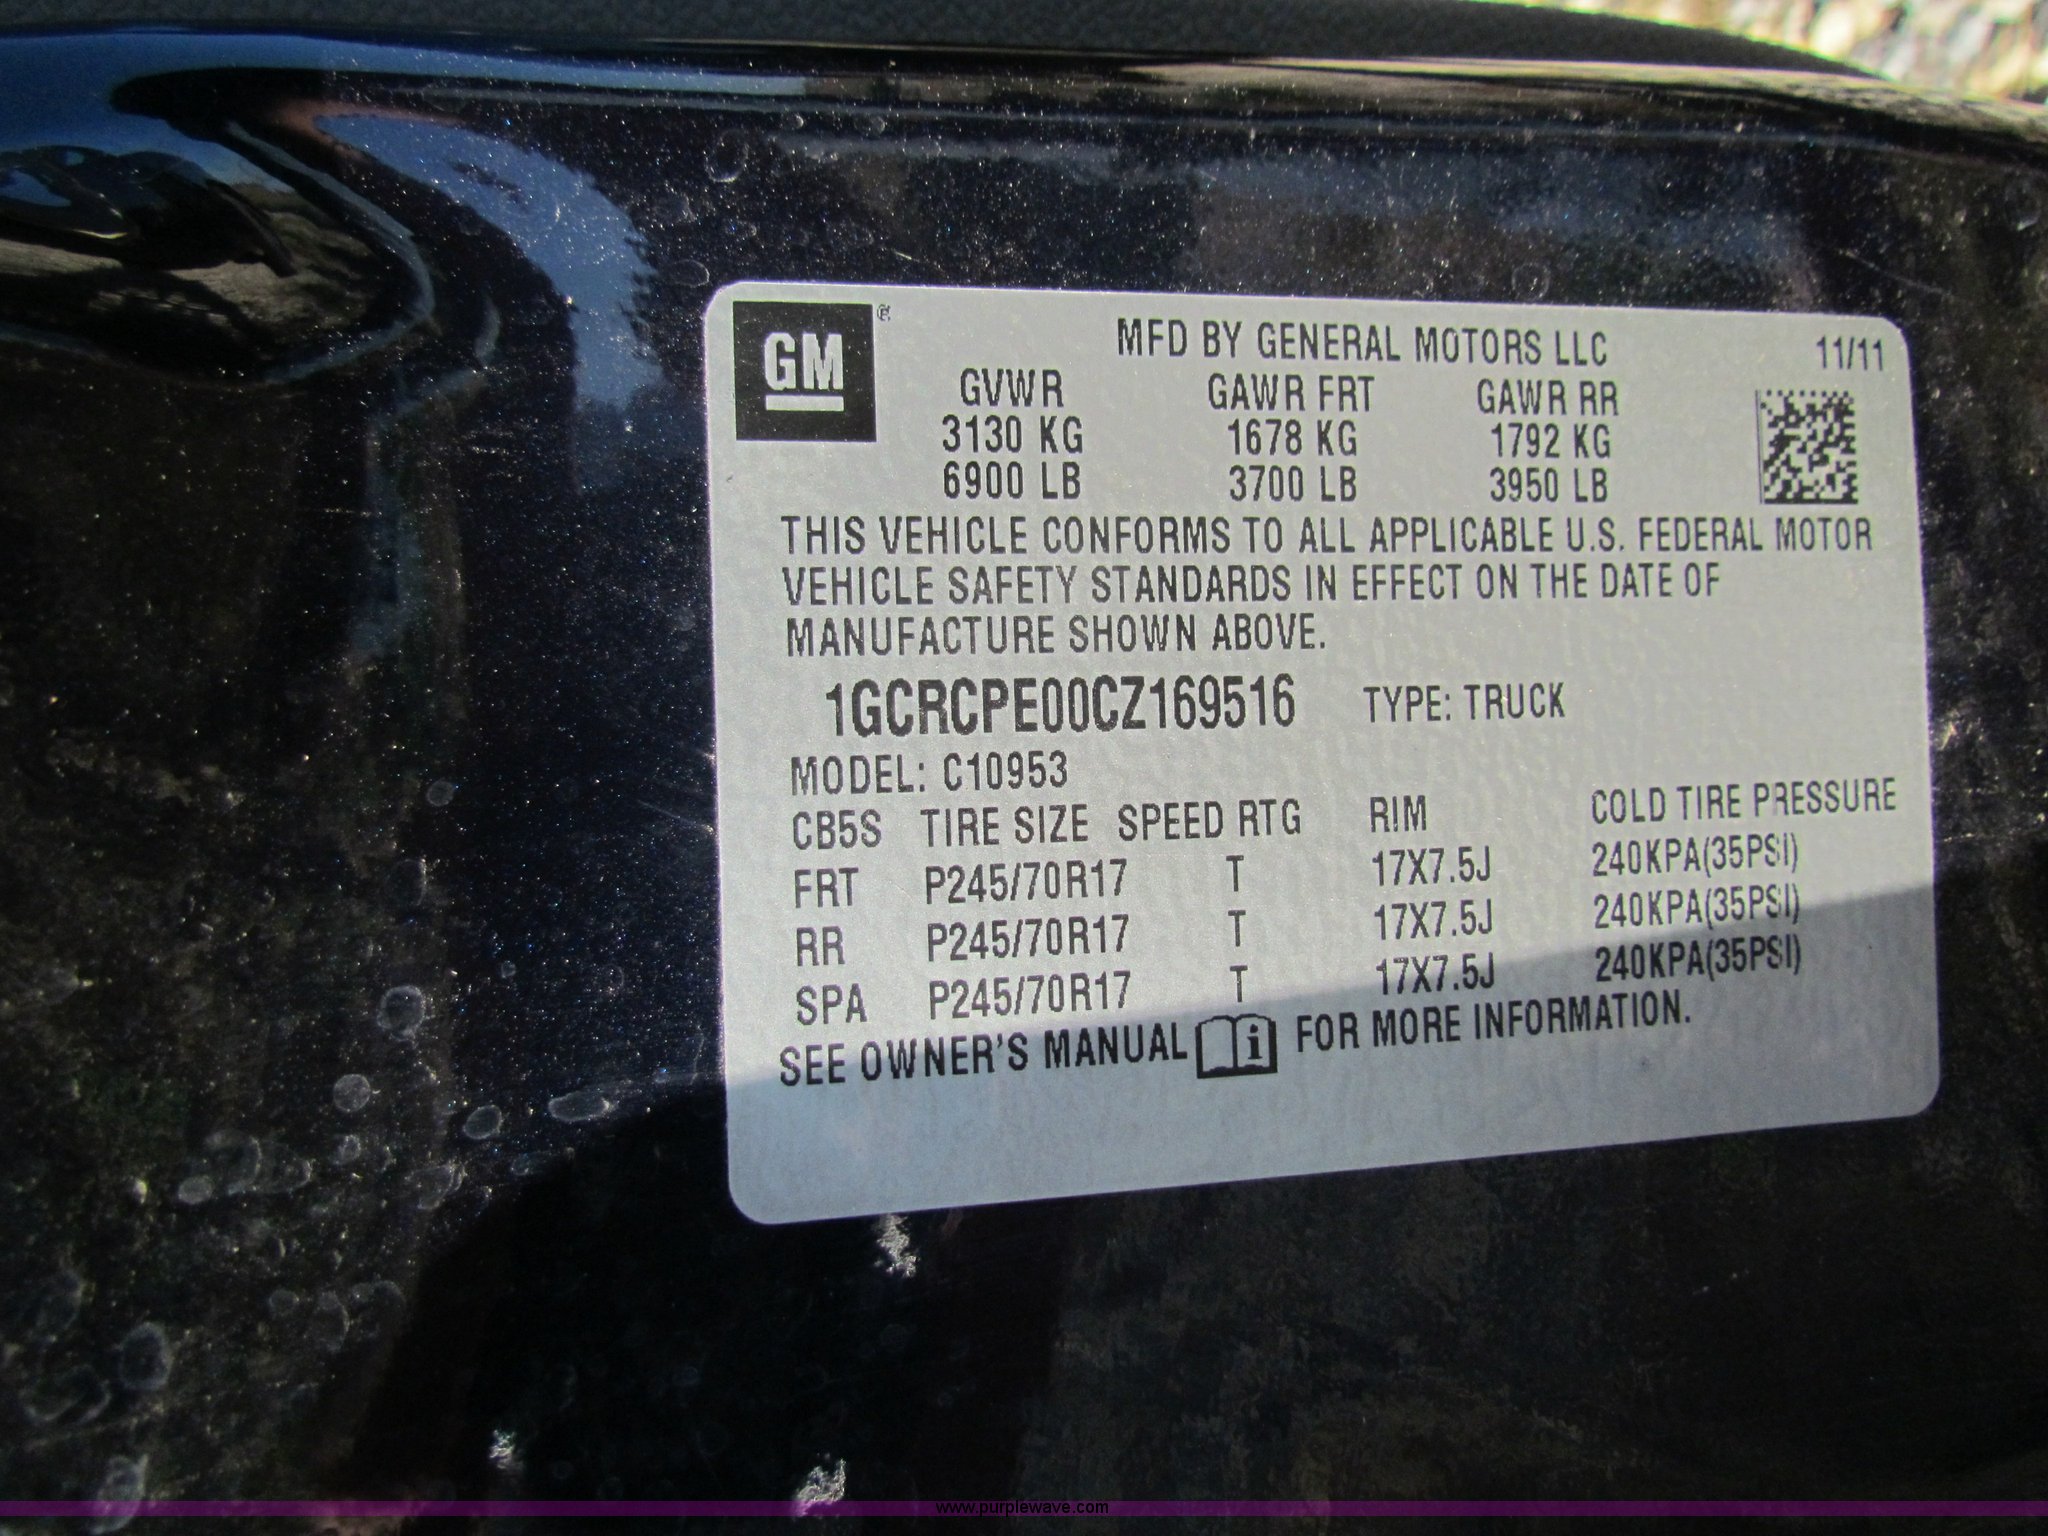 GM ®
MFD BY GENERAL MOTORS LLC 11/11
GVWR GAWR FRT GAWR RR
3130 KG 1678 KG 1792 KG
6900 LB 3700 LB 3950 LB
THIS VEHICLE CONFORMS TO ALL APPLICABLE U.S. FEDERAL MOTOR
VEHICLE SAFETY STANDARDS IN EFFECT ON THE DATE OF
MANUFACTURE SHOWN ABOVE.
1GCRCPE00CZ169516 TYPE: TRUCK
MODEL: C10953
CB5S TIRE SIZE SPEED RTG RIM COLD TIRE PRESSURE
FRT P245/70R17 T 17X7.5J 240KPA(35PSI)
RR P245/70R17 T 17X7.5J 240KPA(35PSI)
SPA P245/70R17 T 17X7.5J 240KPA(35PSI)
SEE OWNER'S MANUAL i FOR MORE INFORMATION.
www.purplewave.com